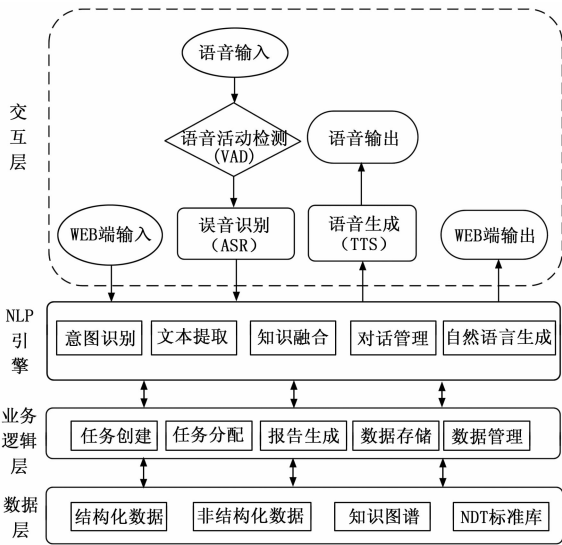 交互层
语音输入
语音活动检测
(VAD)
语音输出
WEB端输入
误音识别
(ASR)
语音生成
(TTS)
WEB端输出
NLP引擎
意图识别
文本提取
知识融合
对话管理
自然语言生成
业务逻辑层
任务创建
任务分配
报告生成
数据存储
数据管理
数据层
结构化数据
非结构化数据
知识图谱
NDT标准库